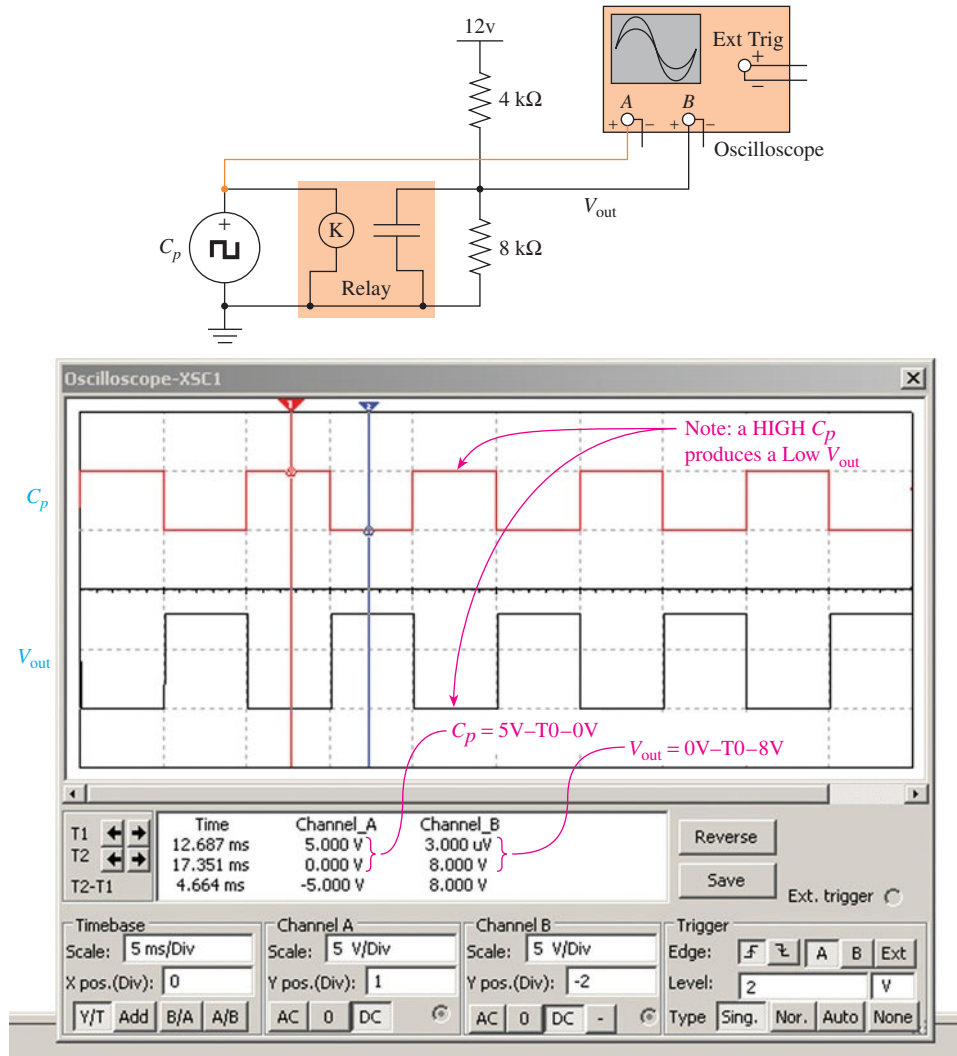 12v
Ext Trig
+
−
4 kΩ
A B
+ − + −
Oscilloscope
Vout
+
Cp
K
8 kΩ
Relay
Oscilloscope-XSC1
1 2
Note: a HIGH Cp
produces a Low Vout
Cp
Vout
Cp = 5V–T0–0V
Vout = 0V–T0–8V
Time Channel_A Channel_B
T1 12.687 ms 5.000 V 3.000 uV
T2 17.351 ms 0.000 V 8.000 V
T2-T1 4.664 ms -5.000 V 8.000 V
Reverse
Save
Ext. trigger
Timebase
Scale: 5 ms/Div
X pos.(Div): 0
Y/T Add B/A A/B
Channel A
Scale: 5 V/Div
Y pos.(Div): 1
AC 0 DC
Channel B
Scale: 5 V/Div
Y pos.(Div): -2
AC 0 DC -
Trigger
Edge: A B Ext
Level: 2 V
Type Sing. Nor. Auto None